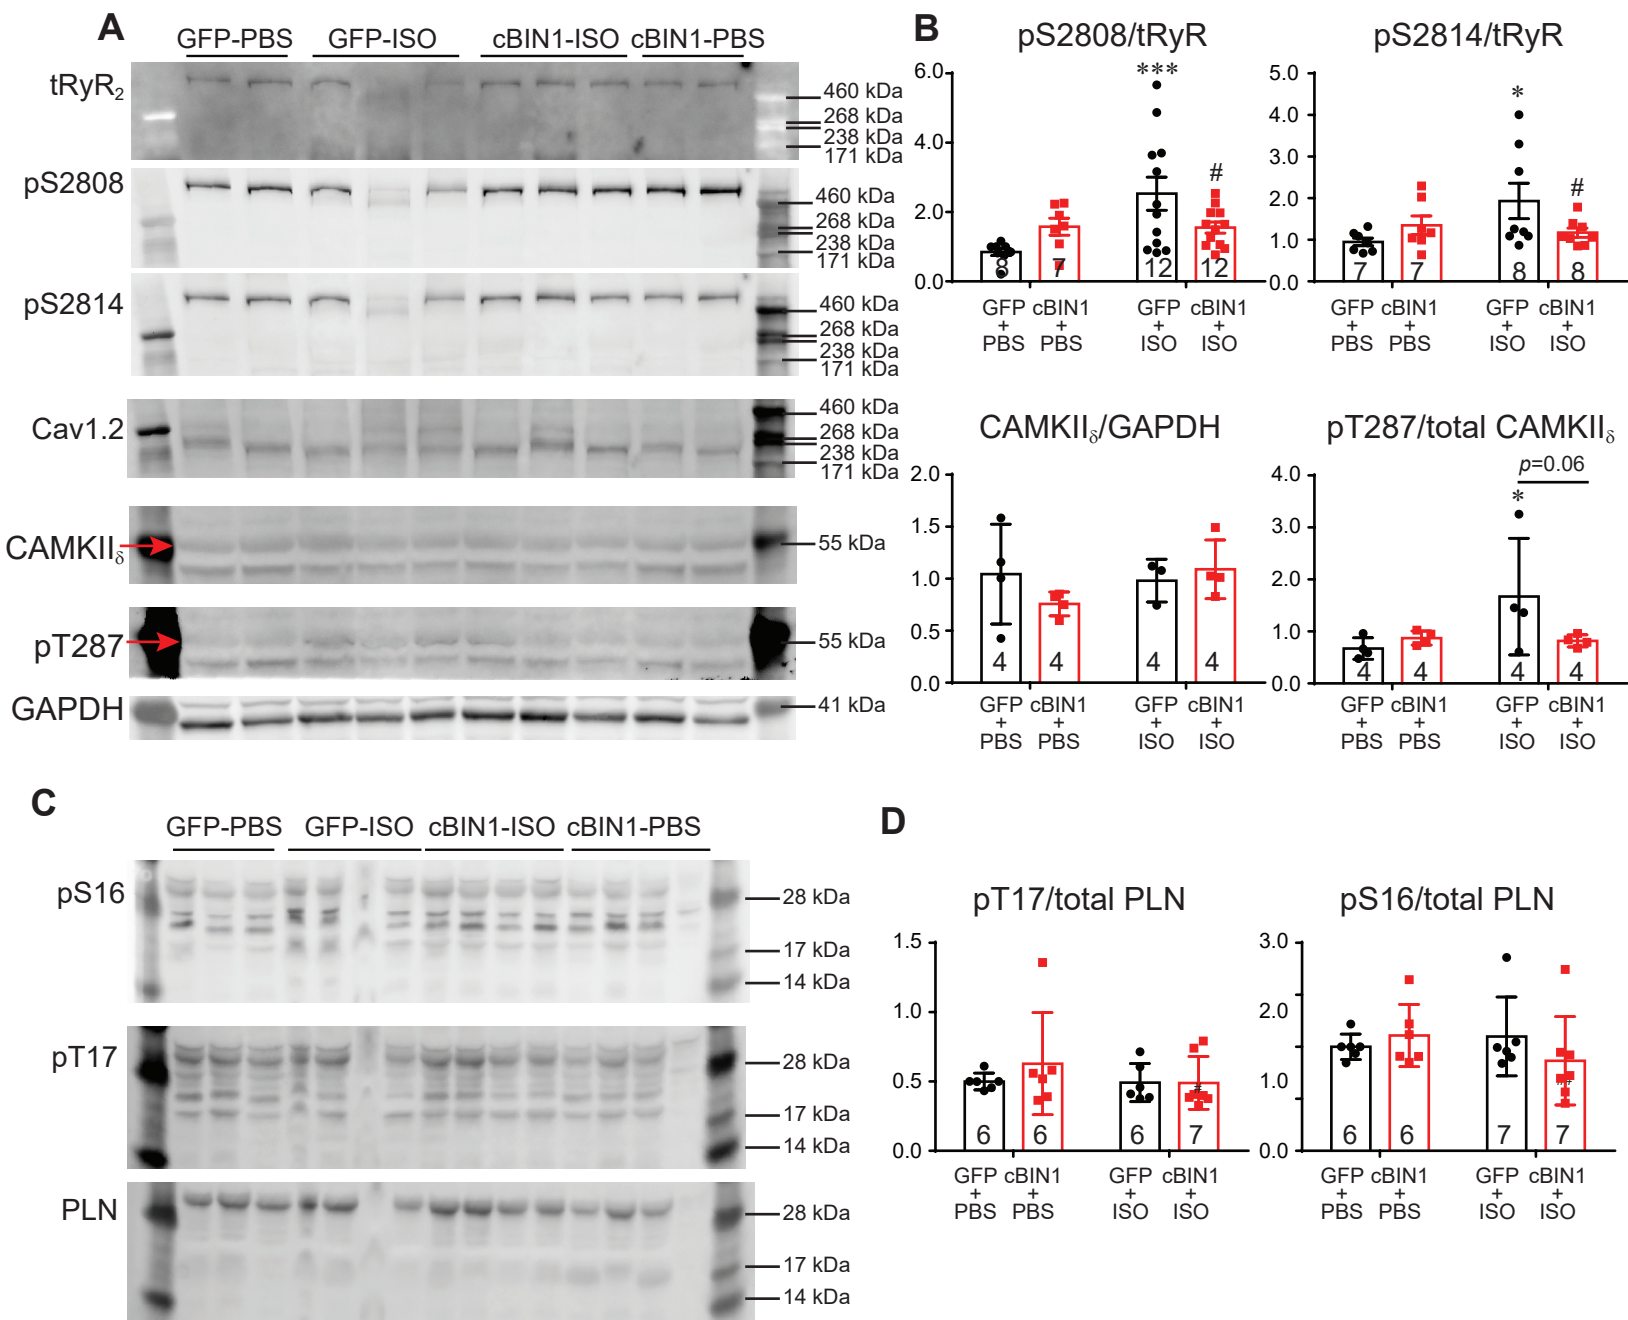 A
GFP-PBS GFP-ISO cBIN1-ISO cBIN1-PBS
tRyR2
460 kDa
268 kDa
238 kDa
171 kDa
pS2808
460 kDa
268 kDa
238 kDa
171 kDa
pS2814
460 kDa
268 kDa
238 kDa
171 kDa
Cav1.2
460 kDa
268 kDa
238 kDa
171 kDa
CAMKIIδ
55 kDa
pT287
55 kDa
GAPDH
41 kDa
B
pS2808/tRyR
6.0
4.0
2.0
0.0
***
#
8 7 12 12
GFP cBIN1 GFP cBIN1
+ + + +
PBS PBS ISO ISO
pS2814/tRyR
5.0
4.0
3.0
2.0
1.0
0.0
*
#
7 7 8 8
GFP cBIN1 GFP cBIN1
+ + + +
PBS PBS ISO ISO
CAMKIIδ/GAPDH
2.0
1.5
1.0
0.5
0.0
4 4 4 4
GFP cBIN1 GFP cBIN1
+ + + +
PBS PBS ISO ISO
pT287/total CAMKIIδ
p=0.06
*
4.0
3.0
2.0
1.0
0.0
4 4 4 4
GFP cBIN1 GFP cBIN1
+ + + +
PBS PBS ISO ISO
C
GFP-PBS GFP-ISO cBIN1-ISO cBIN1-PBS
pS16
28 kDa
17 kDa
14 kDa
pT17
28 kDa
17 kDa
14 kDa
PLN
28 kDa
17 kDa
14 kDa
D
pT17/total PLN
1.5
1.0
0.5
0.0
#
6 6 6 7
GFP cBIN1 GFP cBIN1
+ + + +
PBS PBS ISO ISO
pS16/total PLN
3.0
2.0
1.0
0.0
6 6 7 7
GFP cBIN1 GFP cBIN1
+ + + +
PBS PBS ISO ISO